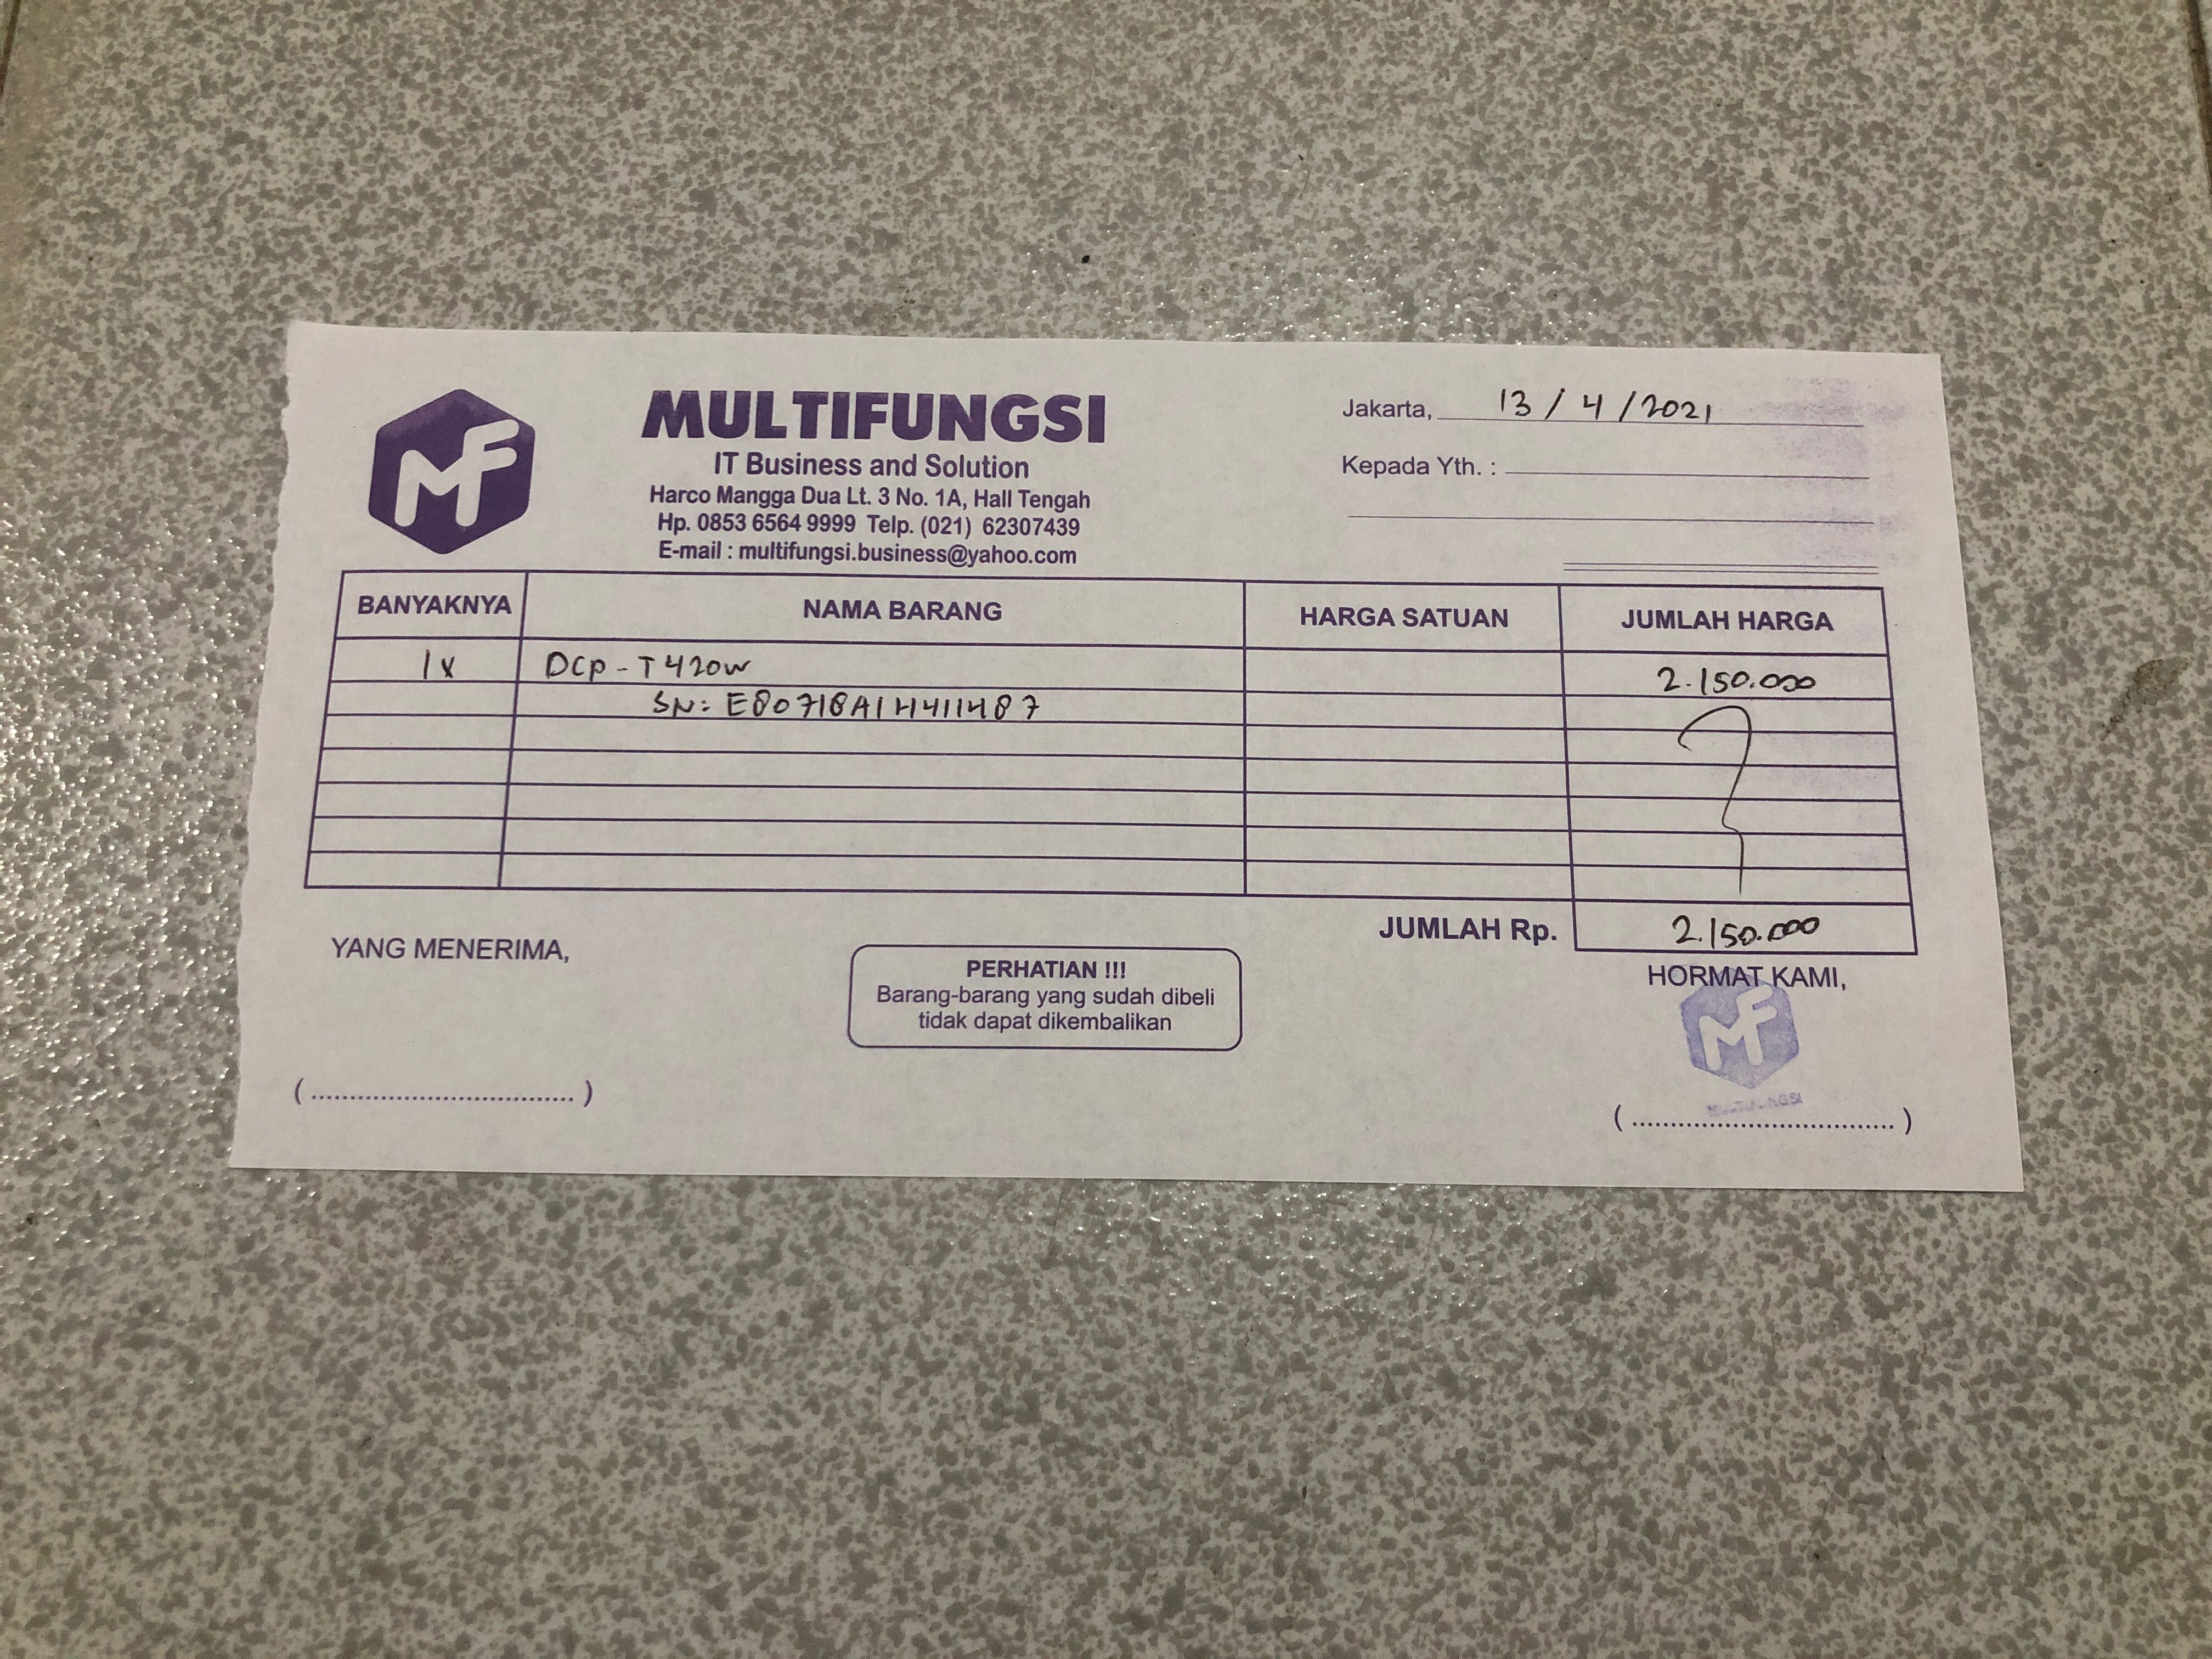 MF
MULTIFUNGSI
IT Business and Solution
Harco Mangga Dua Lt. 3 No. 1A, Hall Tengah
Hp. 0853 6564 9999 Telp. (021) 62307439
E-mail : multifungsi.business@yahoo.com
Jakarta, 13 / 4 / 2021
Kepada Yth. :
BANYAKNYA NAMA BARANG HARGA SATUAN JUMLAH HARGA
1x DCP - T420W 2.150.000
SN: E80718A1H411487
JUMLAH Rp. 2.150.000
YANG MENERIMA,
PERHATIAN !!!
Barang-barang yang sudah dibeli
tidak dapat dikembalikan
HORMAT KAMI,
MF
MULTIFUNGSI